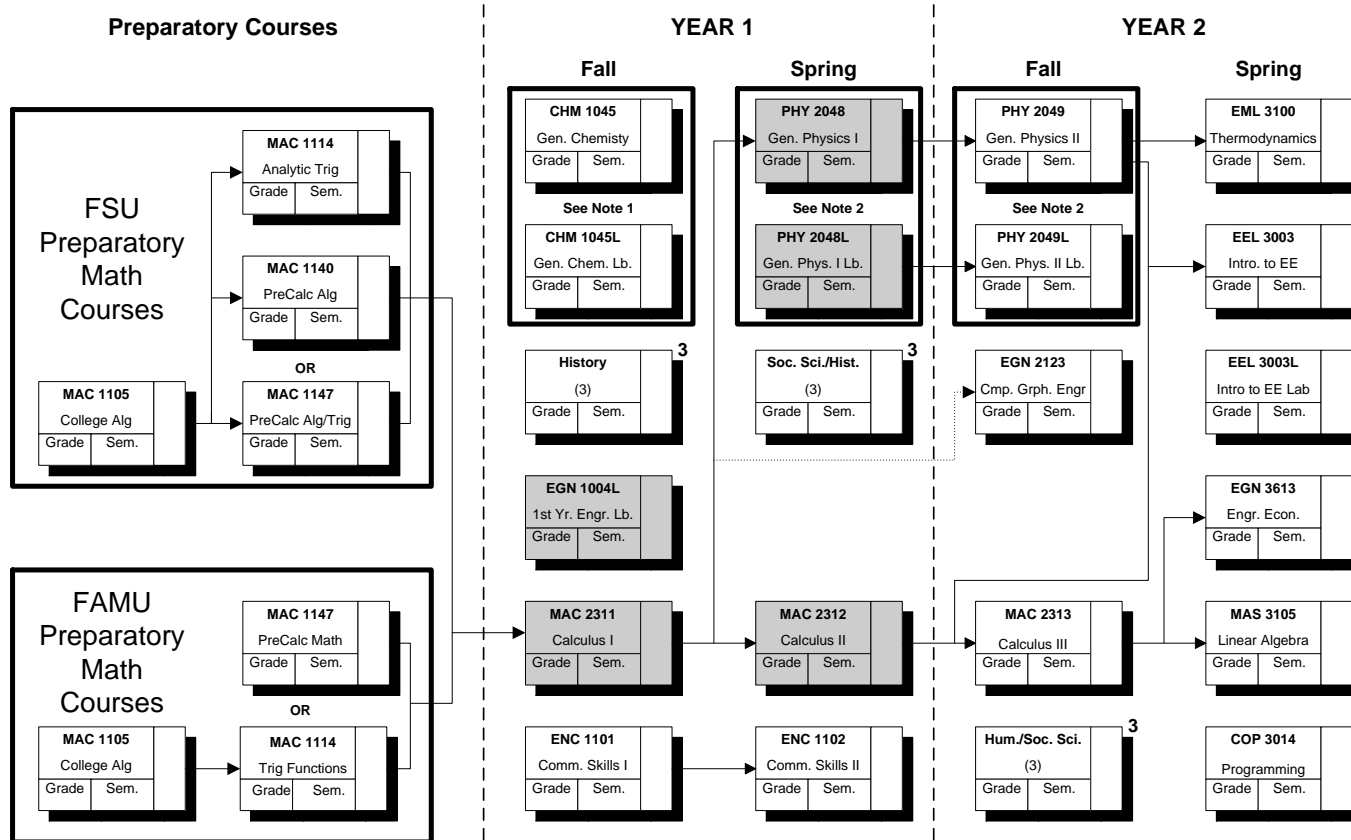 Preparatory Courses
YEAR 1
YEAR 2
Fall
Spring
Fall
Spring
FSU
Preparatory
Math
Courses
MAC 1114
Analytic Trig
Grade Sem.
MAC 1140
PreCalc Alg
Grade Sem.
OR
MAC 1105
College Alg
Grade Sem.
MAC 1147
PreCalc Alg/Trig
Grade Sem.
FAMU
Preparatory
Math
Courses
MAC 1147
PreCalc Math
Grade Sem.
OR
MAC 1105
College Alg
Grade Sem.
MAC 1114
Trig Functions
Grade Sem.
CHM 1045
Gen. Chemisty
Grade Sem.
See Note 1
CHM 1045L
Gen. Chem. Lb.
Grade Sem.
3
History
(3)
Grade Sem.
EGN 1004L
1st Yr. Engr. Lb.
Grade Sem.
MAC 2311
Calculus I
Grade Sem.
ENC 1101
Comm. Skills I
Grade Sem.
PHY 2048
Gen. Physics I
Grade Sem.
See Note 2
PHY 2048L
Gen. Phys. I Lb.
Grade Sem.
3
Soc. Sci./Hist.
(3)
Grade Sem.
MAC 2312
Calculus II
Grade Sem.
ENC 1102
Comm. Skills II
Grade Sem.
PHY 2049
Gen. Physics II
Grade Sem.
See Note 2
PHY 2049L
Gen. Phys. II Lb.
Grade Sem.
EGN 2123
Cmp. Grph. Engr
Grade Sem.
MAC 2313
Calculus III
Grade Sem.
3
Hum./Soc. Sci.
(3)
Grade Sem.
EML 3100
Thermodynamics
Grade Sem.
EEL 3003
Intro. to EE
Grade Sem.
EEL 3003L
Intro to EE Lab
Grade Sem.
EGN 3613
Engr. Econ.
Grade Sem.
MAS 3105
Linear Algebra
Grade Sem.
COP 3014
Programming
Grade Sem.